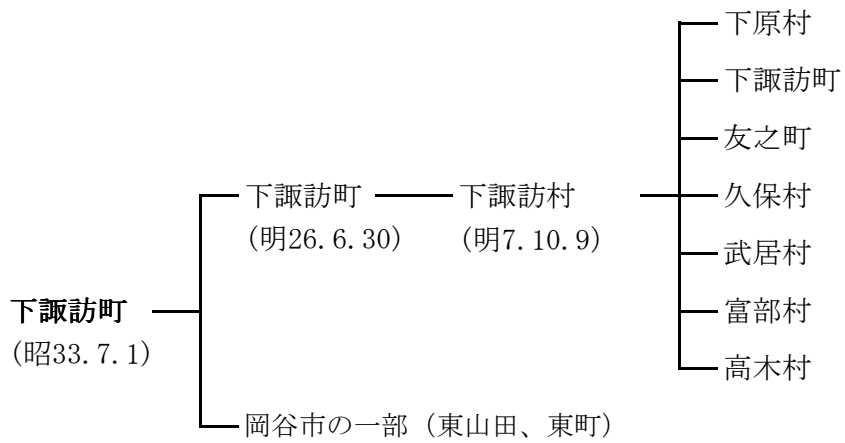 下諏訪町
(昭33.7.1)
下諏訪町
(明26.6.30)
下諏訪村
(明7.10.9)
下原村
下諏訪町
友之町
久保村
武居村
富部村
高木村
岡谷市の一部（東山田、東町）